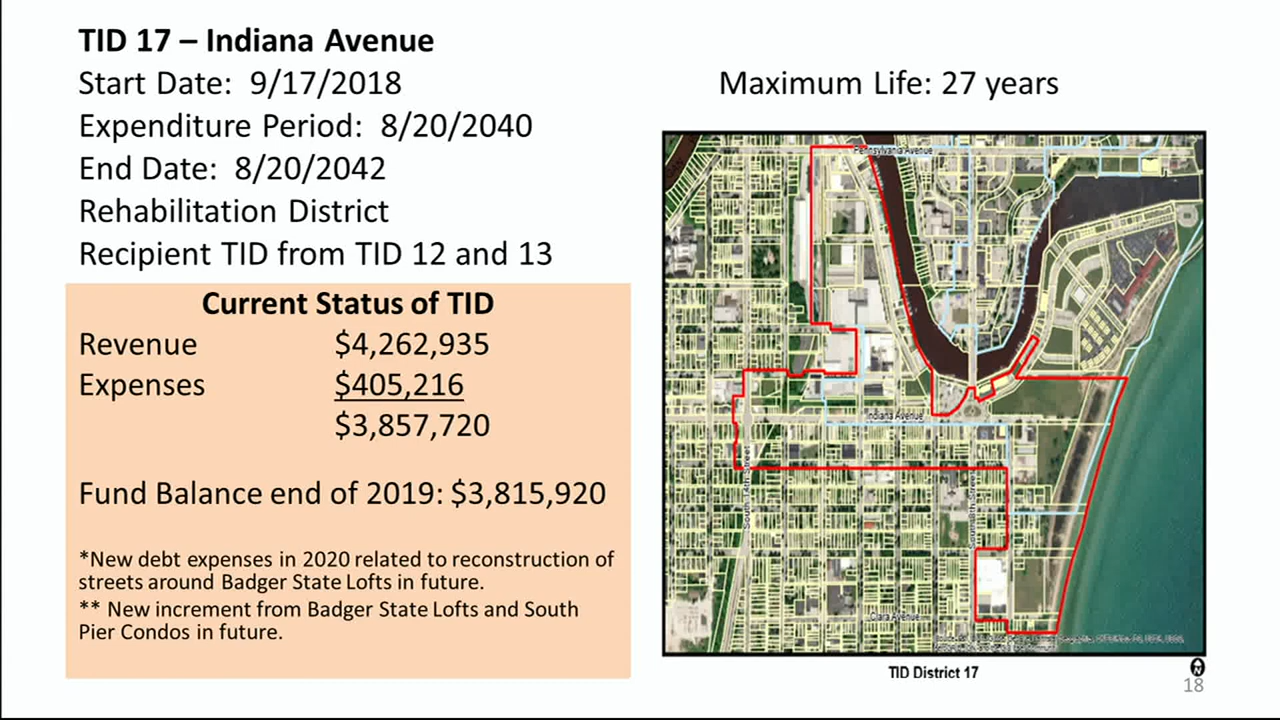 TID 17 – Indiana Avenue
Start Date: 9/17/2018
Maximum Life: 27 years
Expenditure Period: 8/20/2040
End Date: 8/20/2042
Rehabilitation District
Recipient TID from TID 12 and 13
Current Status of TID
Revenue $4,262,935
Expenses $405,216
$3,857,720
Fund Balance end of 2019: $3,815,920
*New debt expenses in 2020 related to reconstruction of
streets around Badger State Lofts in future.
** New increment from Badger State Lofts and South
Pier Condos in future.
Pennsylvania Avenue
Indiana Avenue
South 14th Street
South 8th Street
Clara Avenue
TID District 17
18